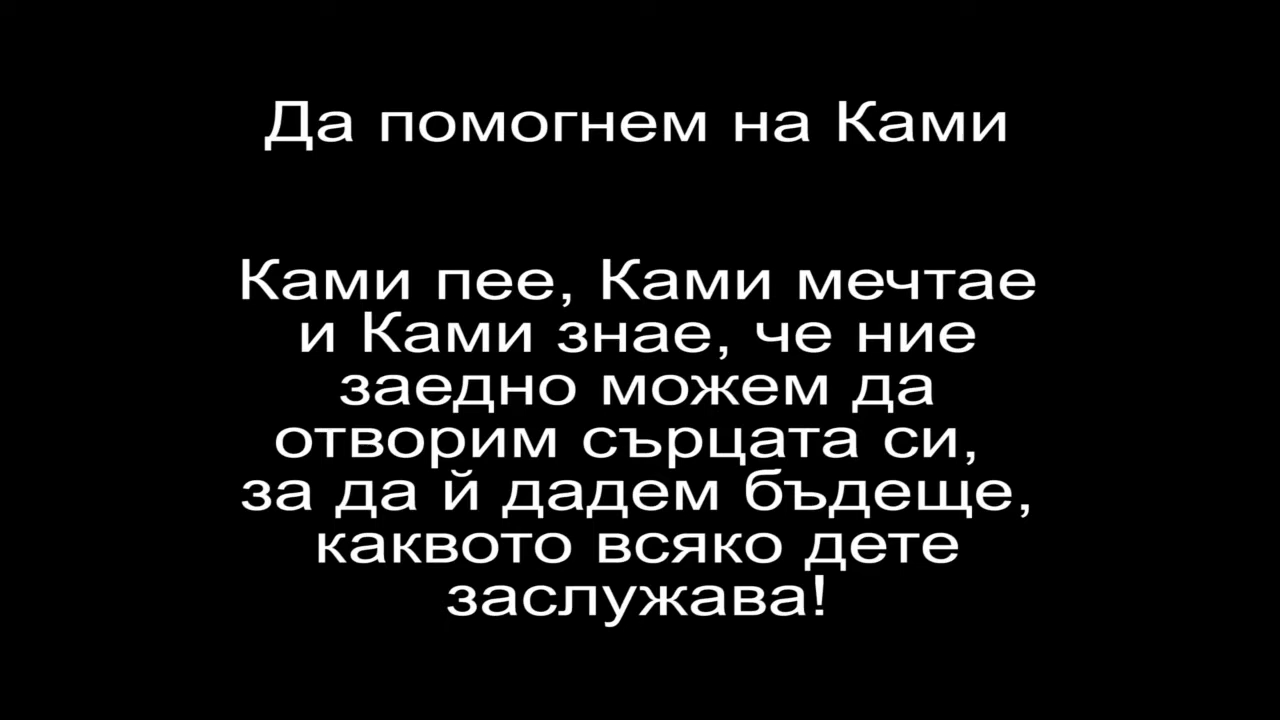 Да помогнем на Ками
Ками пее, Ками мечтае
и Ками знае, че ние
заедно можем да
отворим сърцата си,
за да й дадем бъдеще,
каквото всяко дете
заслужава!